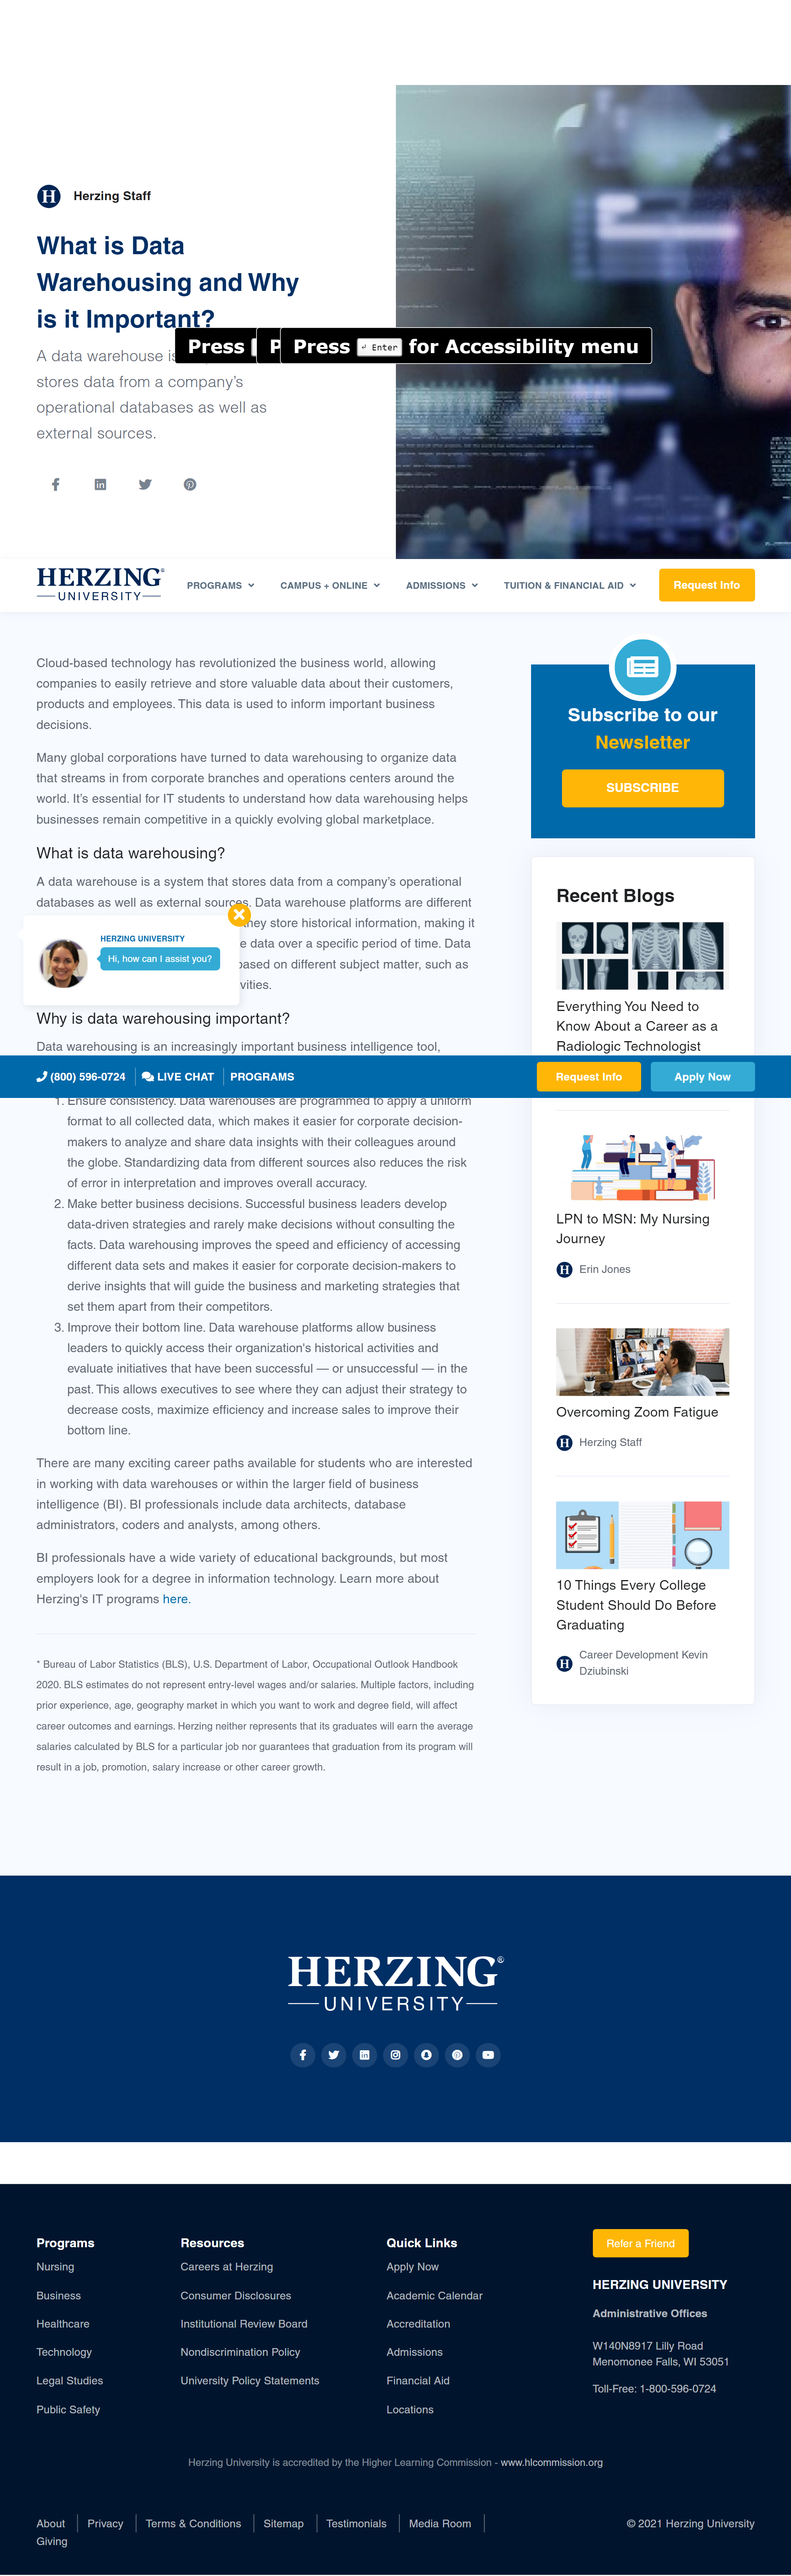 Herzing Staff
What is Data
Warehousing and Why
is it Important?
Press
P
Press ⏎ Enter for Accessibility menu
A data warehouse is
stores data from a company's
operational databases as well as
external sources.
HERZING®
UNIVERSITY
PROGRAMS
CAMPUS + ONLINE
ADMISSIONS
TUITION & FINANCIAL AID
Request Info
Cloud-based technology has revolutionized the business world, allowing
companies to easily retrieve and store valuable data about their customers,
products and employees. This data is used to inform important business
decisions.
Many global corporations have turned to data warehousing to organize data
that streams in from corporate branches and operations centers around the
world. It's essential for IT students to understand how data warehousing helps
businesses remain competitive in a quickly evolving global marketplace.
What is data warehousing?
A data warehouse is a system that stores data from a company's operational
databases as well as external sources. Data warehouse platforms are different
they store historical information, making it
e data over a specific period of time. Data
based on different subject matter, such as
vities.
HERZING UNIVERSITY
Hi, how can I assist you?
Why is data warehousing important?
Data warehousing is an increasingly important business intelligence tool,
(800) 596-0724
LIVE CHAT
PROGRAMS
Request Info
Apply Now
1. Ensure consistency. Data warehouses are programmed to apply a uniform
format to all collected data, which makes it easier for corporate decision-
makers to analyze and share data insights with their colleagues around
the globe. Standardizing data from different sources also reduces the risk
of error in interpretation and improves overall accuracy.
2. Make better business decisions. Successful business leaders develop
data-driven strategies and rarely make decisions without consulting the
facts. Data warehousing improves the speed and efficiency of accessing
different data sets and makes it easier for corporate decision-makers to
derive insights that will guide the business and marketing strategies that
set them apart from their competitors.
3. Improve their bottom line. Data warehouse platforms allow business
leaders to quickly access their organization's historical activities and
evaluate initiatives that have been successful — or unsuccessful — in the
past. This allows executives to see where they can adjust their strategy to
decrease costs, maximize efficiency and increase sales to improve their
bottom line.
There are many exciting career paths available for students who are interested
in working with data warehouses or within the larger field of business
intelligence (BI). BI professionals include data architects, database
administrators, coders and analysts, among others.
BI professionals have a wide variety of educational backgrounds, but most
employers look for a degree in information technology. Learn more about
Herzing's IT programs here.
* Bureau of Labor Statistics (BLS), U.S. Department of Labor, Occupational Outlook Handbook
2020. BLS estimates do not represent entry-level wages and/or salaries. Multiple factors, including
prior experience, age, geography market in which you want to work and degree field, will affect
career outcomes and earnings. Herzing neither represents that its graduates will earn the average
salaries calculated by BLS for a particular job nor guarantees that graduation from its program will
result in a job, promotion, salary increase or other career growth.
Subscribe to our
Newsletter
SUBSCRIBE
Recent Blogs
Everything You Need to
Know About a Career as a
Radiologic Technologist
LPN to MSN: My Nursing
Journey
Erin Jones
Overcoming Zoom Fatigue
Herzing Staff
10 Things Every College
Student Should Do Before
Graduating
Career Development Kevin
Dziubinski
HERZING®
UNIVERSITY
Programs
Nursing
Business
Healthcare
Technology
Legal Studies
Public Safety
Resources
Careers at Herzing
Consumer Disclosures
Institutional Review Board
Nondiscrimination Policy
University Policy Statements
Quick Links
Apply Now
Academic Calendar
Accreditation
Admissions
Financial Aid
Locations
Refer a Friend
HERZING UNIVERSITY
Administrative Offices
W140N8917 Lilly Road
Menomonee Falls, WI 53051
Toll-Free: 1-800-596-0724
Herzing University is accredited by the Higher Learning Commission - www.hlcommission.org
About
Privacy
Terms & Conditions
Sitemap
Testimonials
Media Room
Giving
© 2021 Herzing University